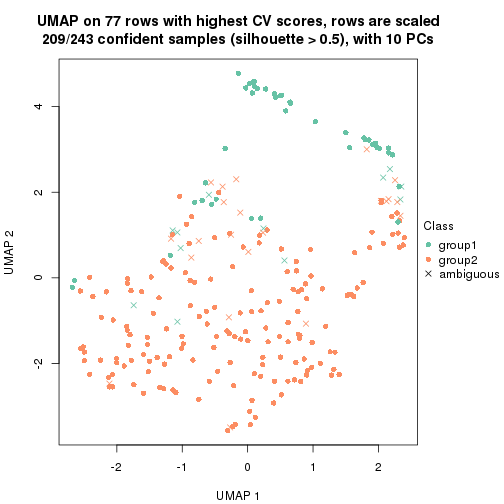 UMAP on 77 rows with highest CV scores, rows are scaled
209/243 confident samples (silhouette > 0.5), with 10 PCs
4
2
0
-2
UMAP 2
-2
-1
0
1
2
UMAP 1
Class
group1
group2
ambiguous